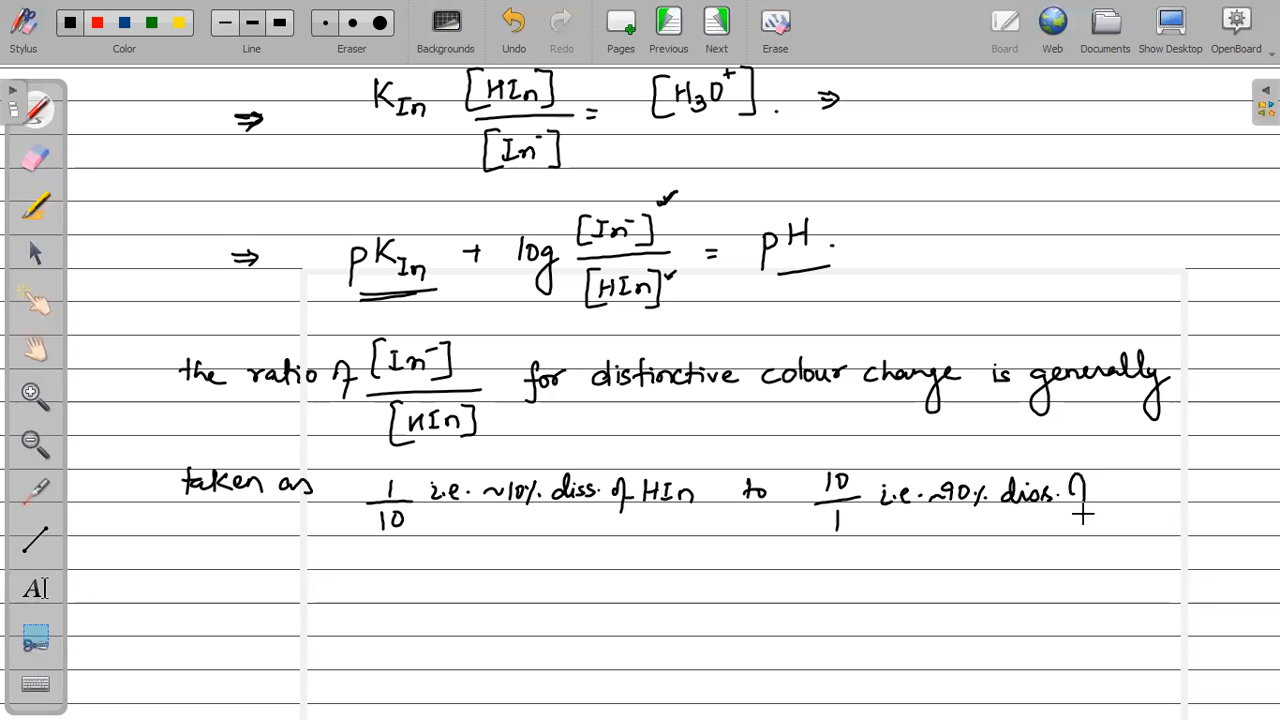 Stylus
Color
Line
Eraser
Backgrounds
Undo
Redo
Pages
Previous
Next
Erase
Board
Web
Documents
Show Desktop
OpenBoard
⇒ K_In [HIn]/[In⁻] = [H₃O⁺]. ⇒
⇒ pK_In + log [In⁻]✓/[HIn]✓ = pH.
the ratio of [In⁻]/[HIn] for distinctive colour change is generally
taken as 1/10 i.e. ~10% diss. of HIn to 10/1 i.e. ~90% diss.